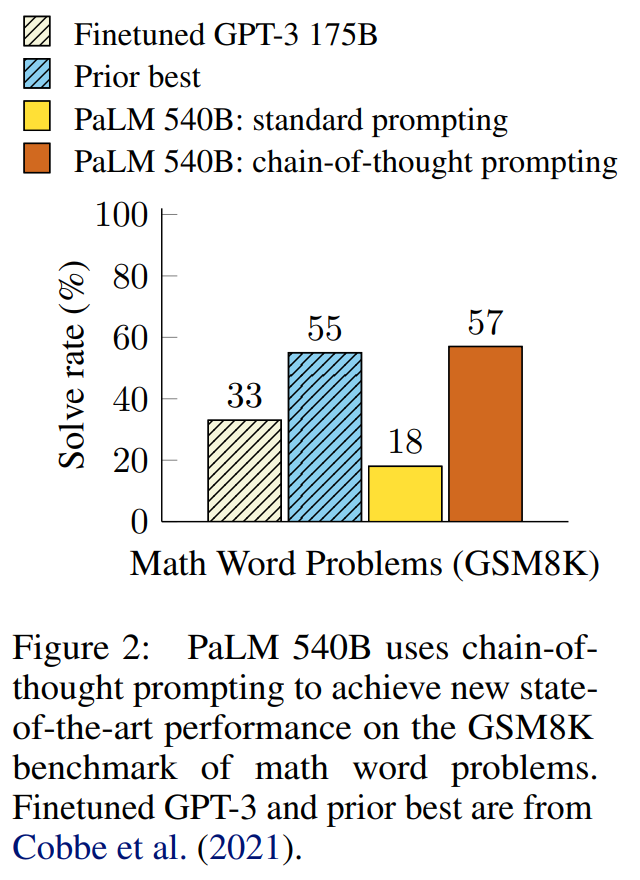 Finetuned GPT-3 175B
Prior best
PaLM 540B: standard prompting
PaLM 540B: chain-of-thought prompting
100
80
60
40
20
0
Solve rate (%)
33
55
18
57
Math Word Problems (GSM8K)
Figure 2: PaLM 540B uses chain-of-
thought prompting to achieve new state-
of-the-art performance on the GSM8K
benchmark of math word problems.
Finetuned GPT-3 and prior best are from
Cobbe et al. (2021).